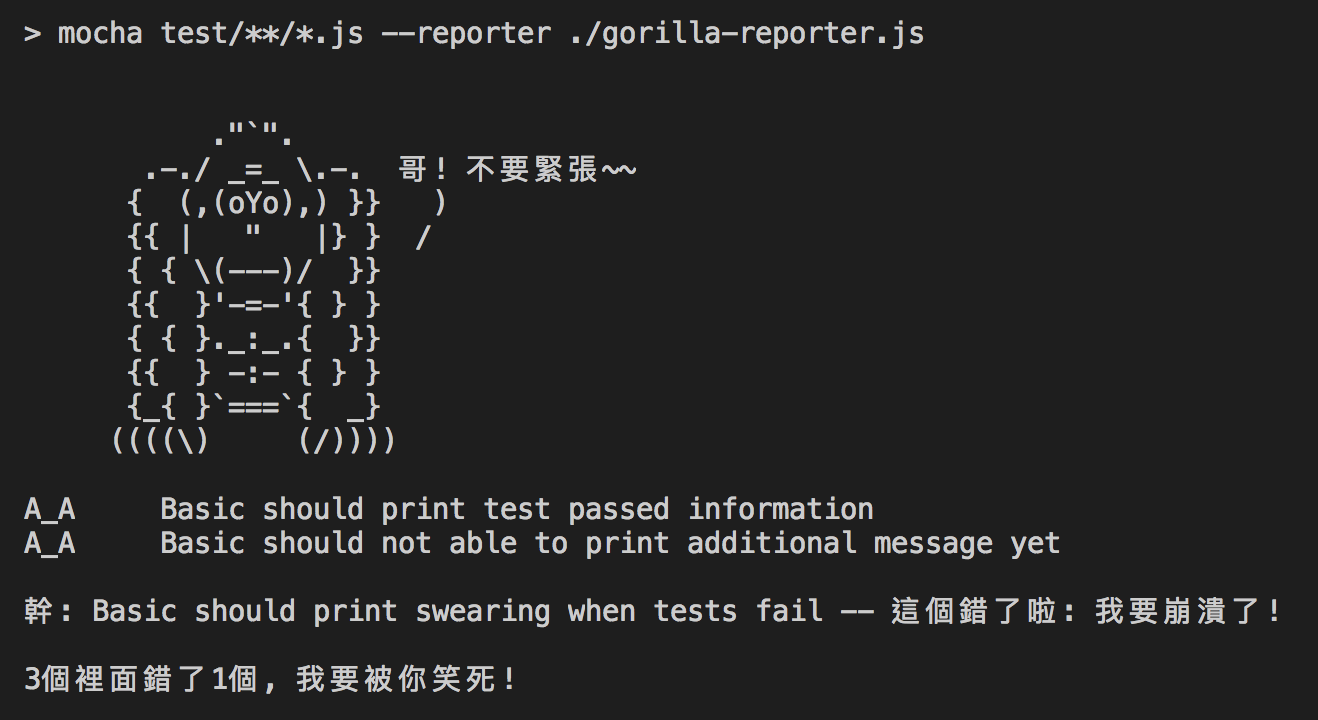 > mocha test/**/*.js --reporter ./gorilla-reporter.js
            ."`".
        .-./ _=_ \.-.  哥！不要緊張~~
       {  (,(oYo),) }}   )
       {{ |   "   |} }  /
       { { \(---)/  }}
       {{  }'-=-'{ } }
       { { }._:_.{  }}
       {{  } -:- { } }
       {_{ }`===`{  _}
      ((((\)     (/))))
A_A     Basic should print test passed information
A_A     Basic should not able to print additional message yet
幹：Basic should print swearing when tests fail -- 這個錯了啦：我要崩潰了！
3個裡面錯了1個，我要被你笑死！